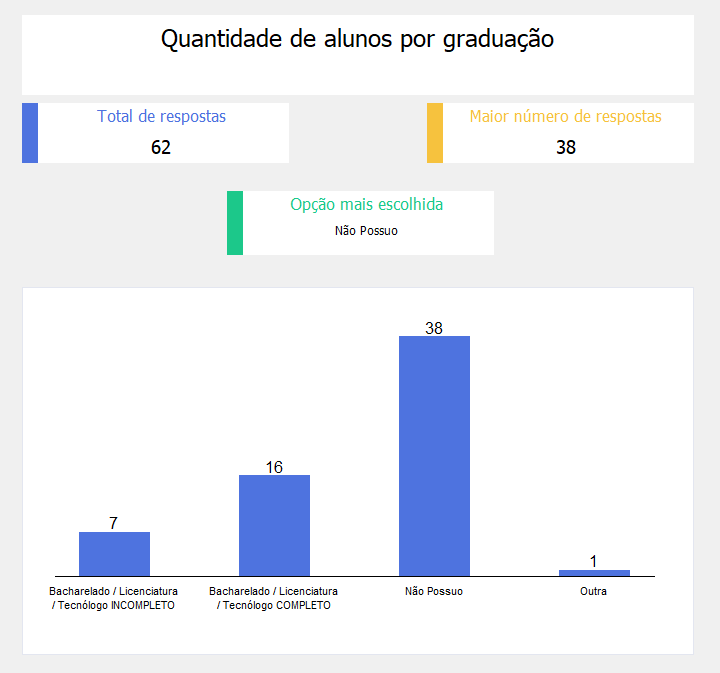 Quantidade de alunos por graduação
Total de respostas
62
Maior número de respostas
38
Opção mais escolhida
Não Possuo
7
16
38
1
Bacharelado / Licenciatura
/ Tecnólogo INCOMPLETO
Bacharelado / Licenciatura
/ Tecnólogo COMPLETO
Não Possuo
Outra